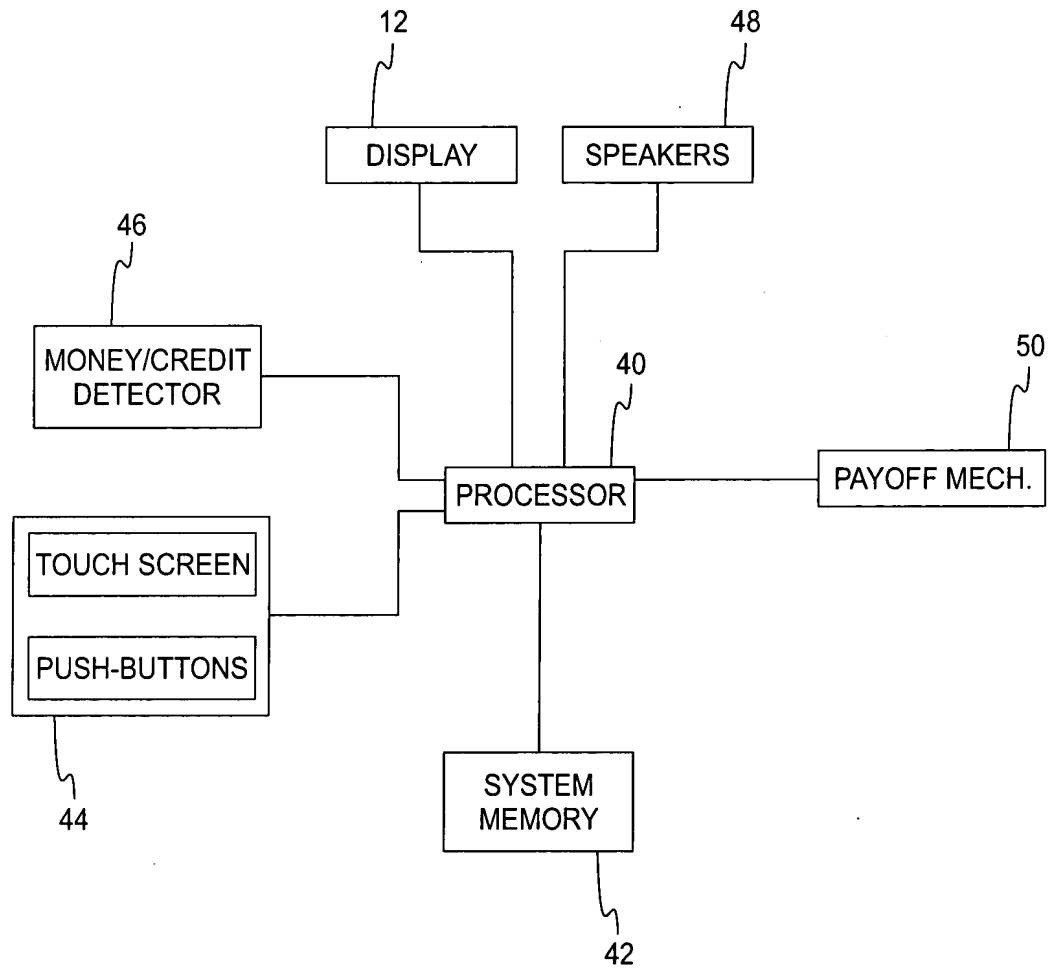 12
48
DISPLAY
SPEAKERS
46
MONEY/CREDIT
DETECTOR
40
50
PROCESSOR
PAYOFF MECH.
TOUCH SCREEN
PUSH-BUTTONS
44
SYSTEM
MEMORY
42